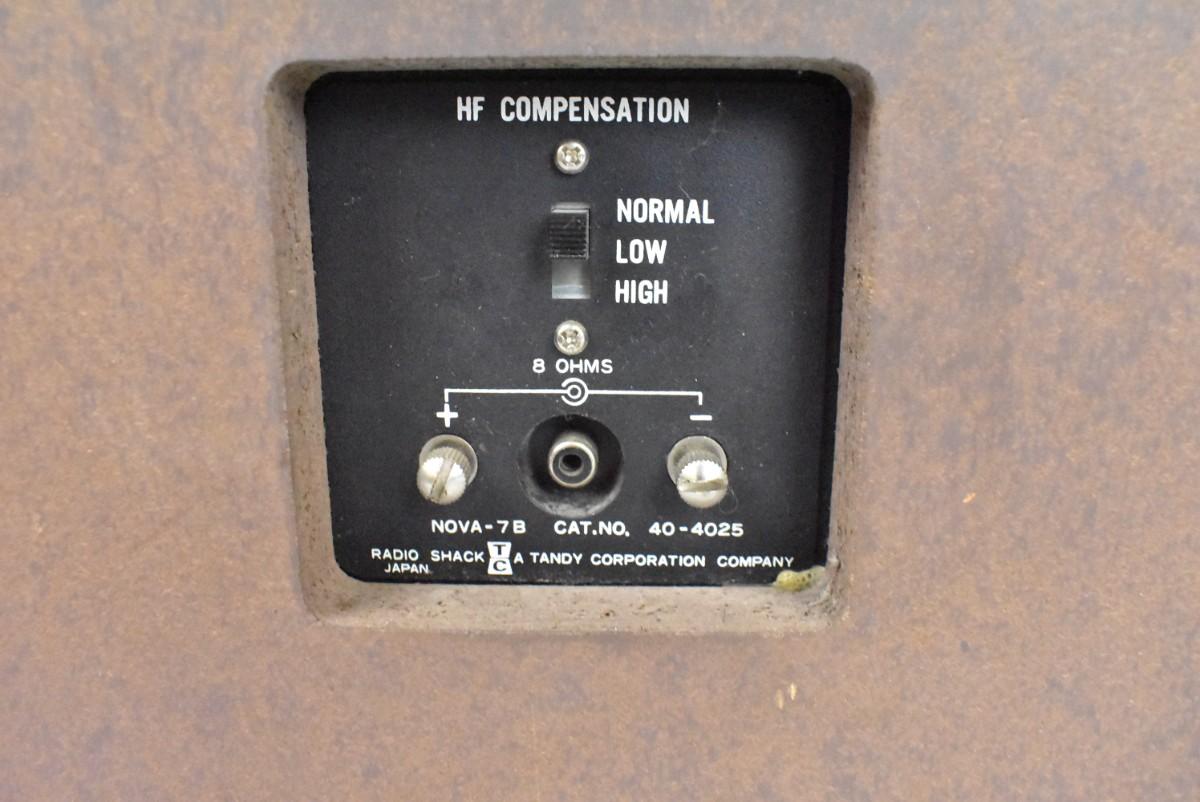 HF COMPENSATION
NORMAL
LOW
HIGH
8 OHMS
+ -
NOVA-7B CAT.NO. 40-4025
RADIO SHACK TC A TANDY CORPORATION COMPANY
JAPAN